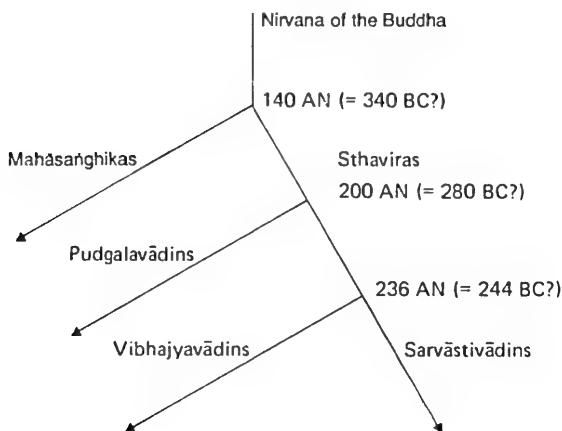 Nirvana of the Buddha
140 AN (= 340 BC?)
Mahāsaṅghikas
Sthaviras
200 AN (= 280 BC?)
Pudgalavādins
236 AN (= 244 BC?)
Vibhajyavādins
Sarvāstivādins